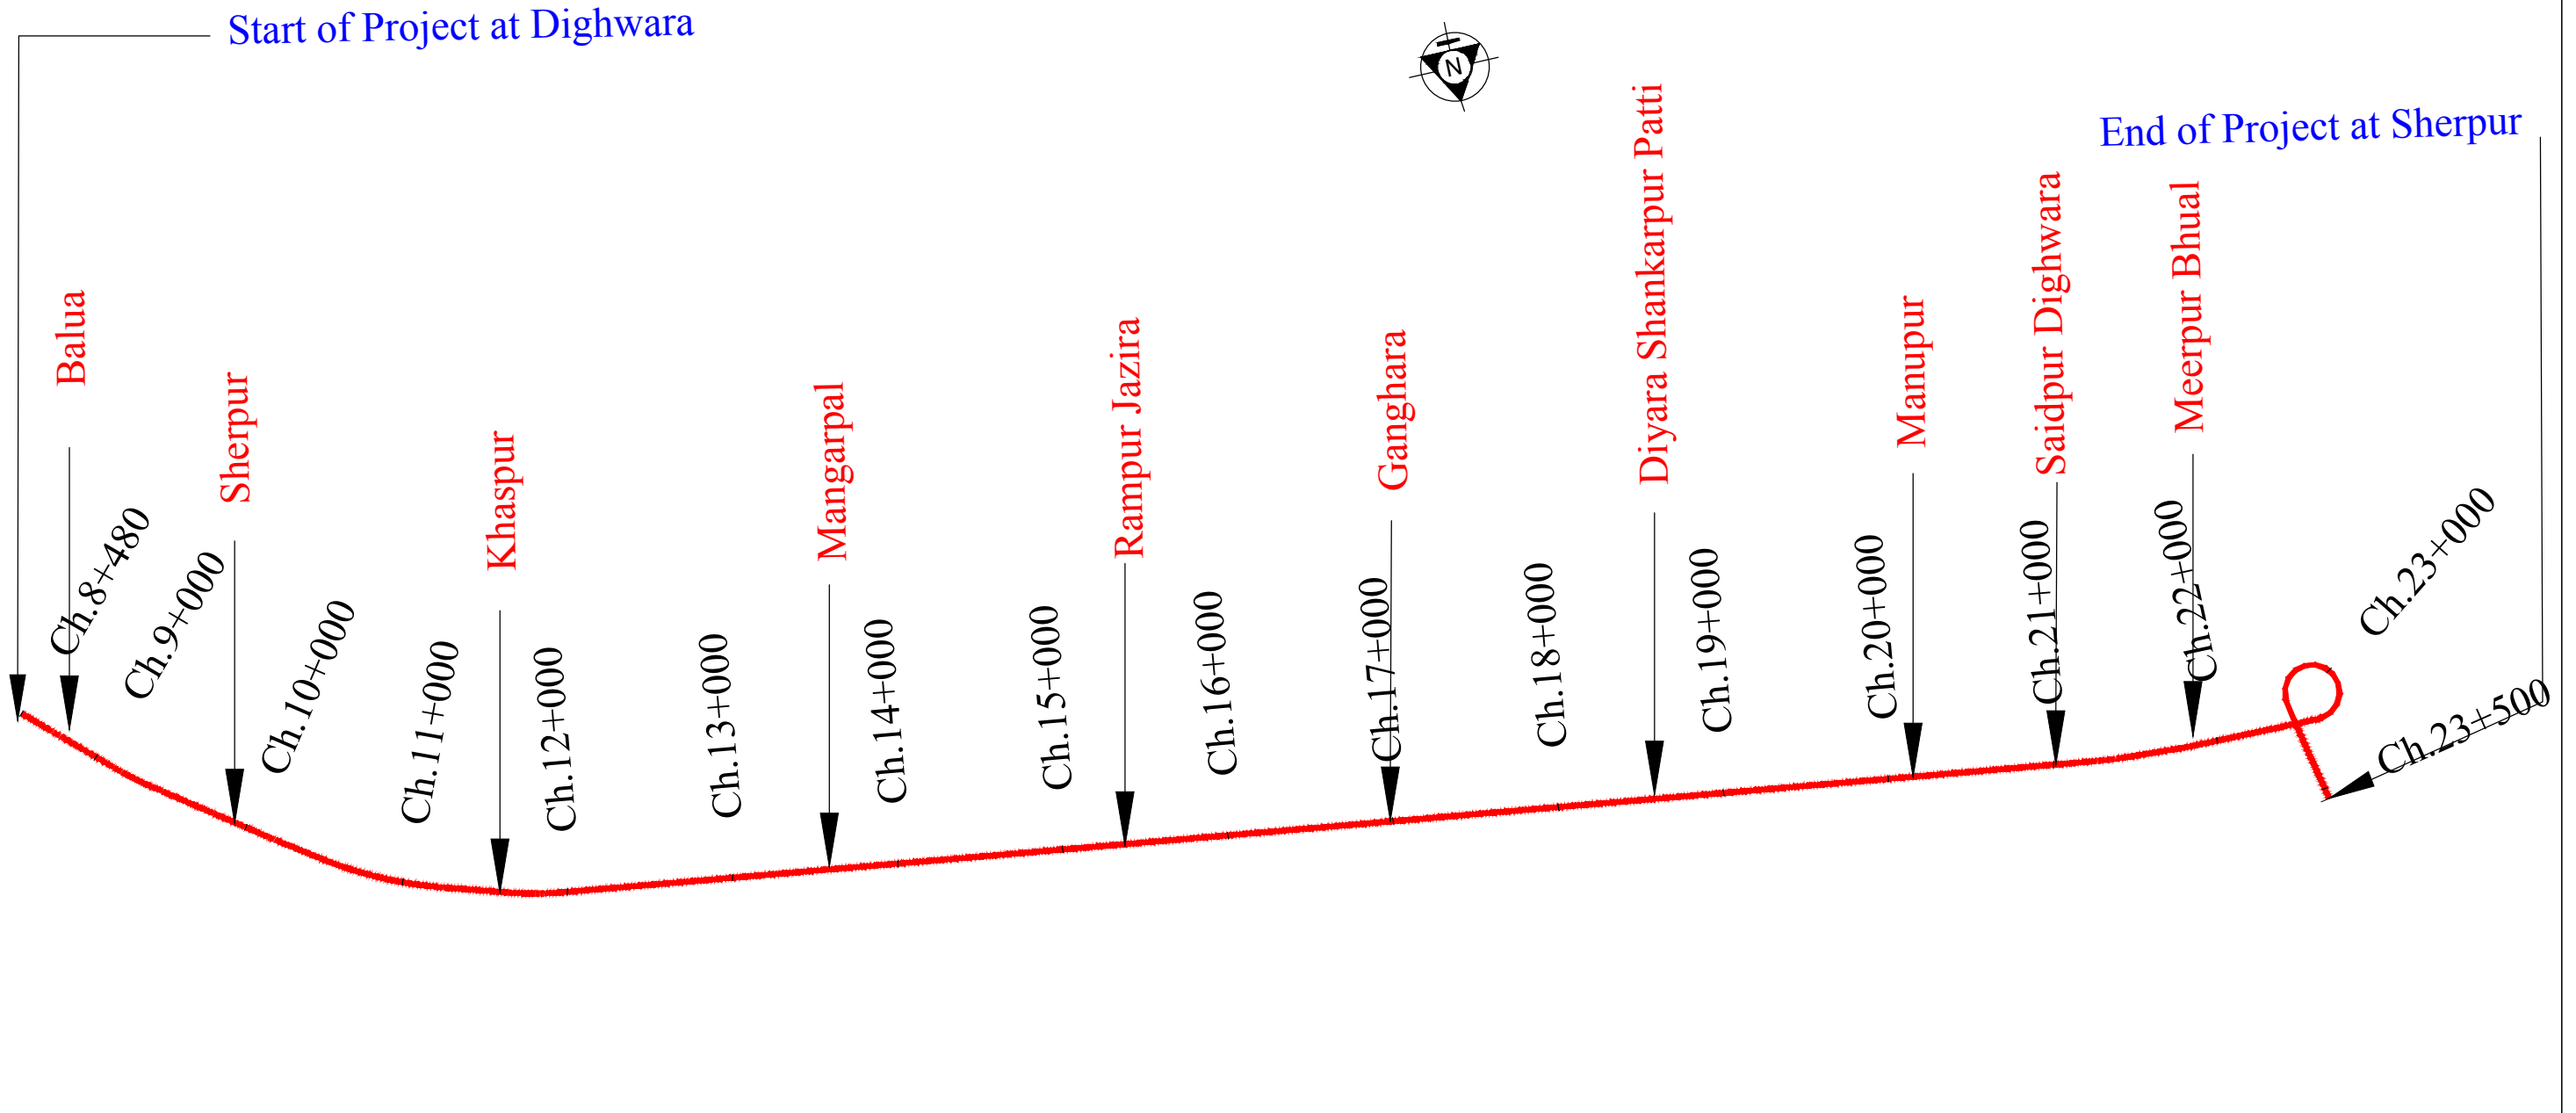 Start of Project at Dighwara
N
End of Project at Sherpur
Balua
Sherpur
Khaspur
Mangarpal
Rampur Jazira
Ganghara
Diyara Shankarpur Patti
Manupur
Saidpur Dighwara
Meerpur Bhual
Ch.8+480
Ch.9+000
Ch.10+000
Ch.11+000
Ch.12+000
Ch.13+000
Ch.14+000
Ch.15+000
Ch.16+000
Ch.17+000
Ch.18+000
Ch.19+000
Ch.20+000
Ch.21+000
Ch.22+000
Ch.23+000
Ch.23+500